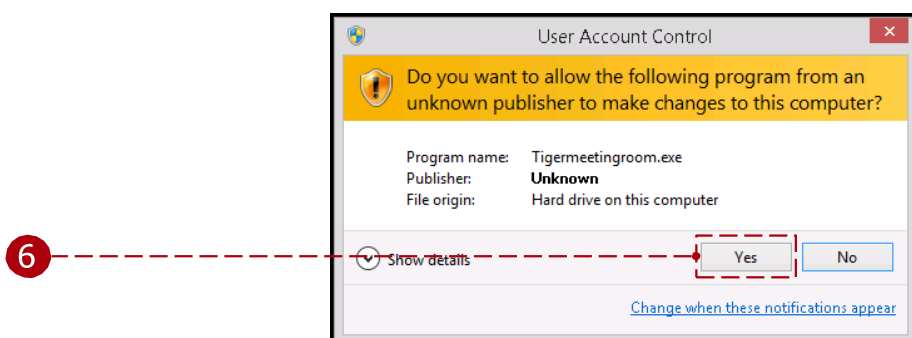 User Account Control
Do you want to allow the following program from an
unknown publisher to make changes to this computer?
Program name: Tigermeetingroom.exe
Publisher: Unknown
File origin: Hard drive on this computer
6
Show details
Yes
No
Change when these notifications appear